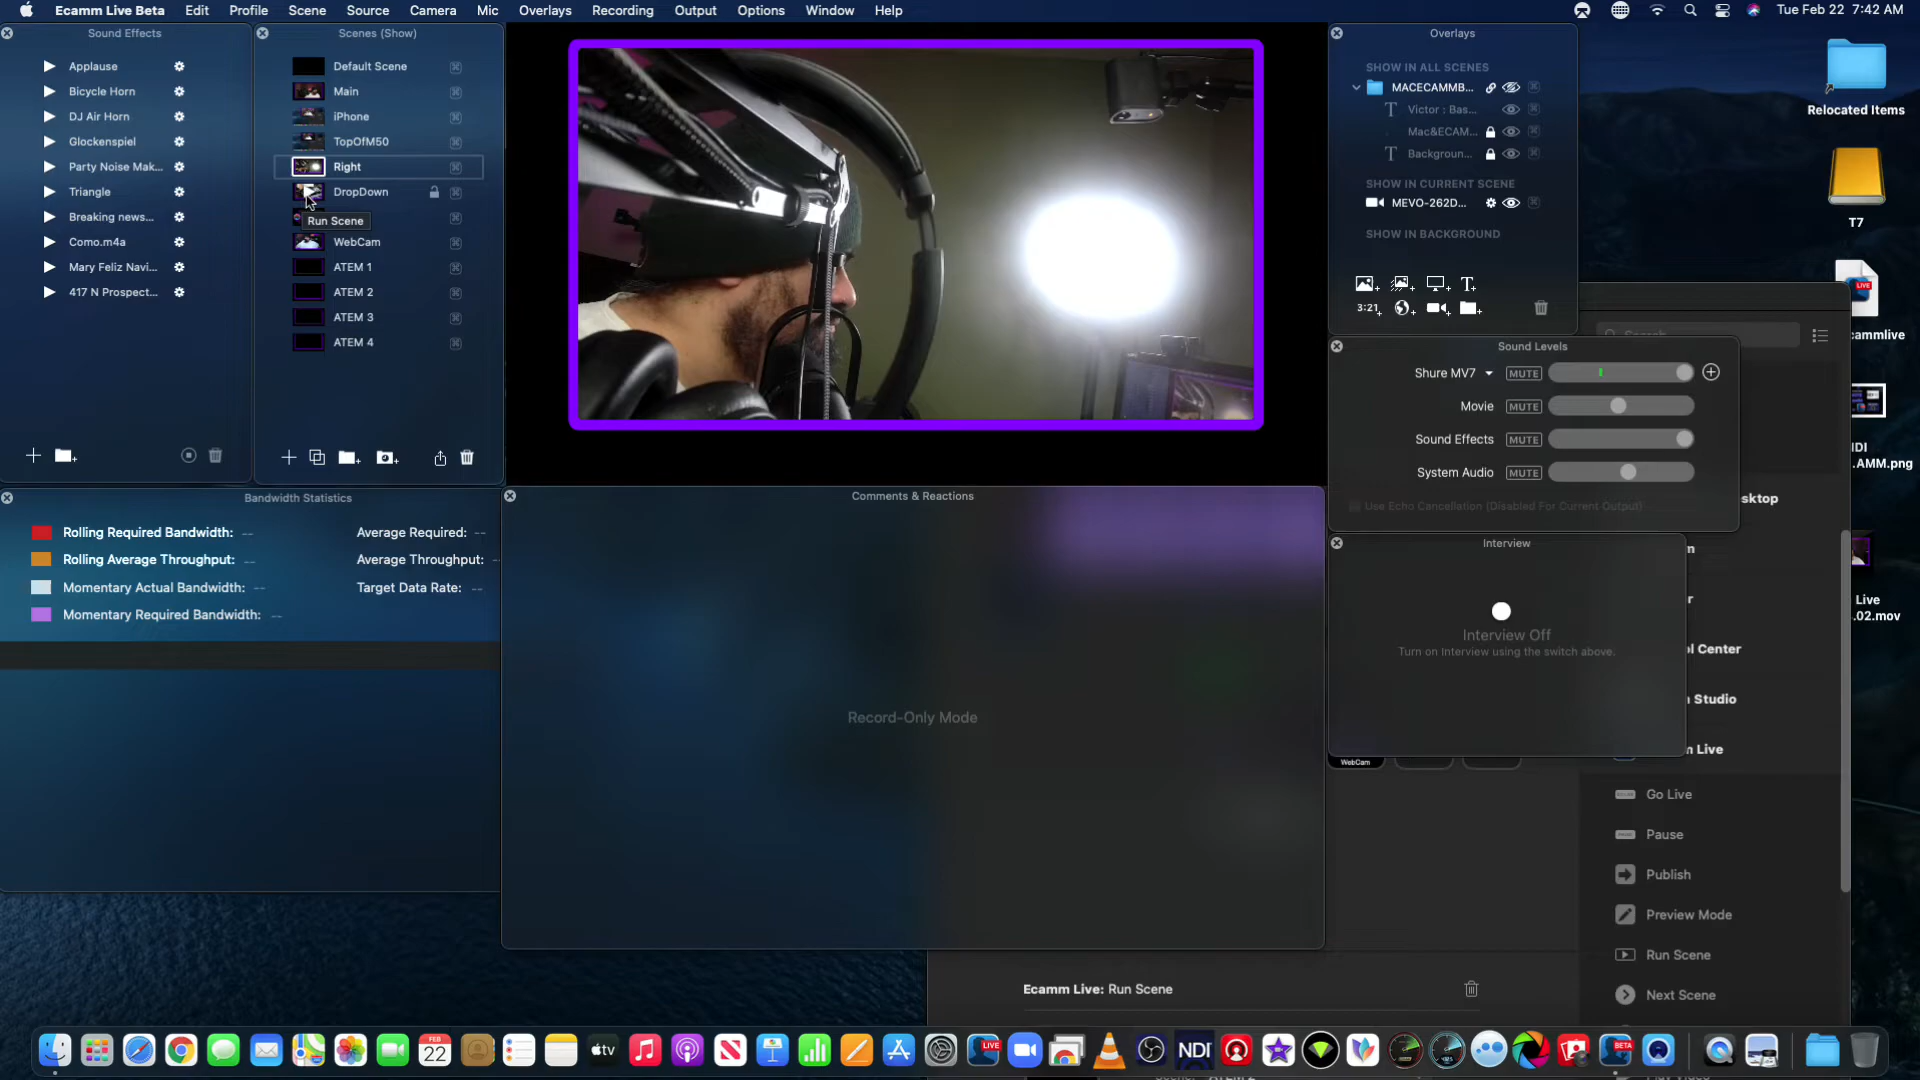 Ecamm Live Beta Edit Profile Scene Source Camera Mic Overlays Recording Output Options Window Help
Tue Feb 22 7:42 AM
Sound Effects
Applause
Bicycle Horn
DJ Air Horn
Glockenspiel
Party Noise Mak...
Triangle
Breaking news...
Como.m4a
Mary Feliz Navi...
417 N Prospect...
Scenes (Show)
Default Scene
Main
iPhone
TopOfM50
Right
DropDown
Run Scene
WebCam
ATEM 1
ATEM 2
ATEM 3
ATEM 4
Overlays
SHOW IN ALL SCENES
MACECAMMB...
Victor : Bas...
Mac&ECAM...
Backgroun...
SHOW IN CURRENT SCENE
MEVO-262D...
SHOW IN BACKGROUND
3:21
Relocated Items
T7
LIVE
cammlive
Search
Sound Levels
Shure MV7 MUTE
Movie MUTE
Sound Effects MUTE
System Audio MUTE
Use Echo Cancellation (Disabled For Current Output)
NDI
.AMM.png
Live
.02.mov
Bandwidth Statistics
Rolling Required Bandwidth: --
Average Required: --
Rolling Average Throughput: --
Average Throughput: --
Momentary Actual Bandwidth: --
Target Data Rate: --
Momentary Required Bandwidth: --
Comments & Reactions
Record-Only Mode
Interview
Interview Off
Turn on Interview using the switch above.
WebCam
sktop
ol Center
n Studio
m Live
Go Live
Pause
Publish
Preview Mode
Run Scene
Next Scene
Ecamm Live: Run Scene
FEB
22
tv
LIVE
NDI
BETA